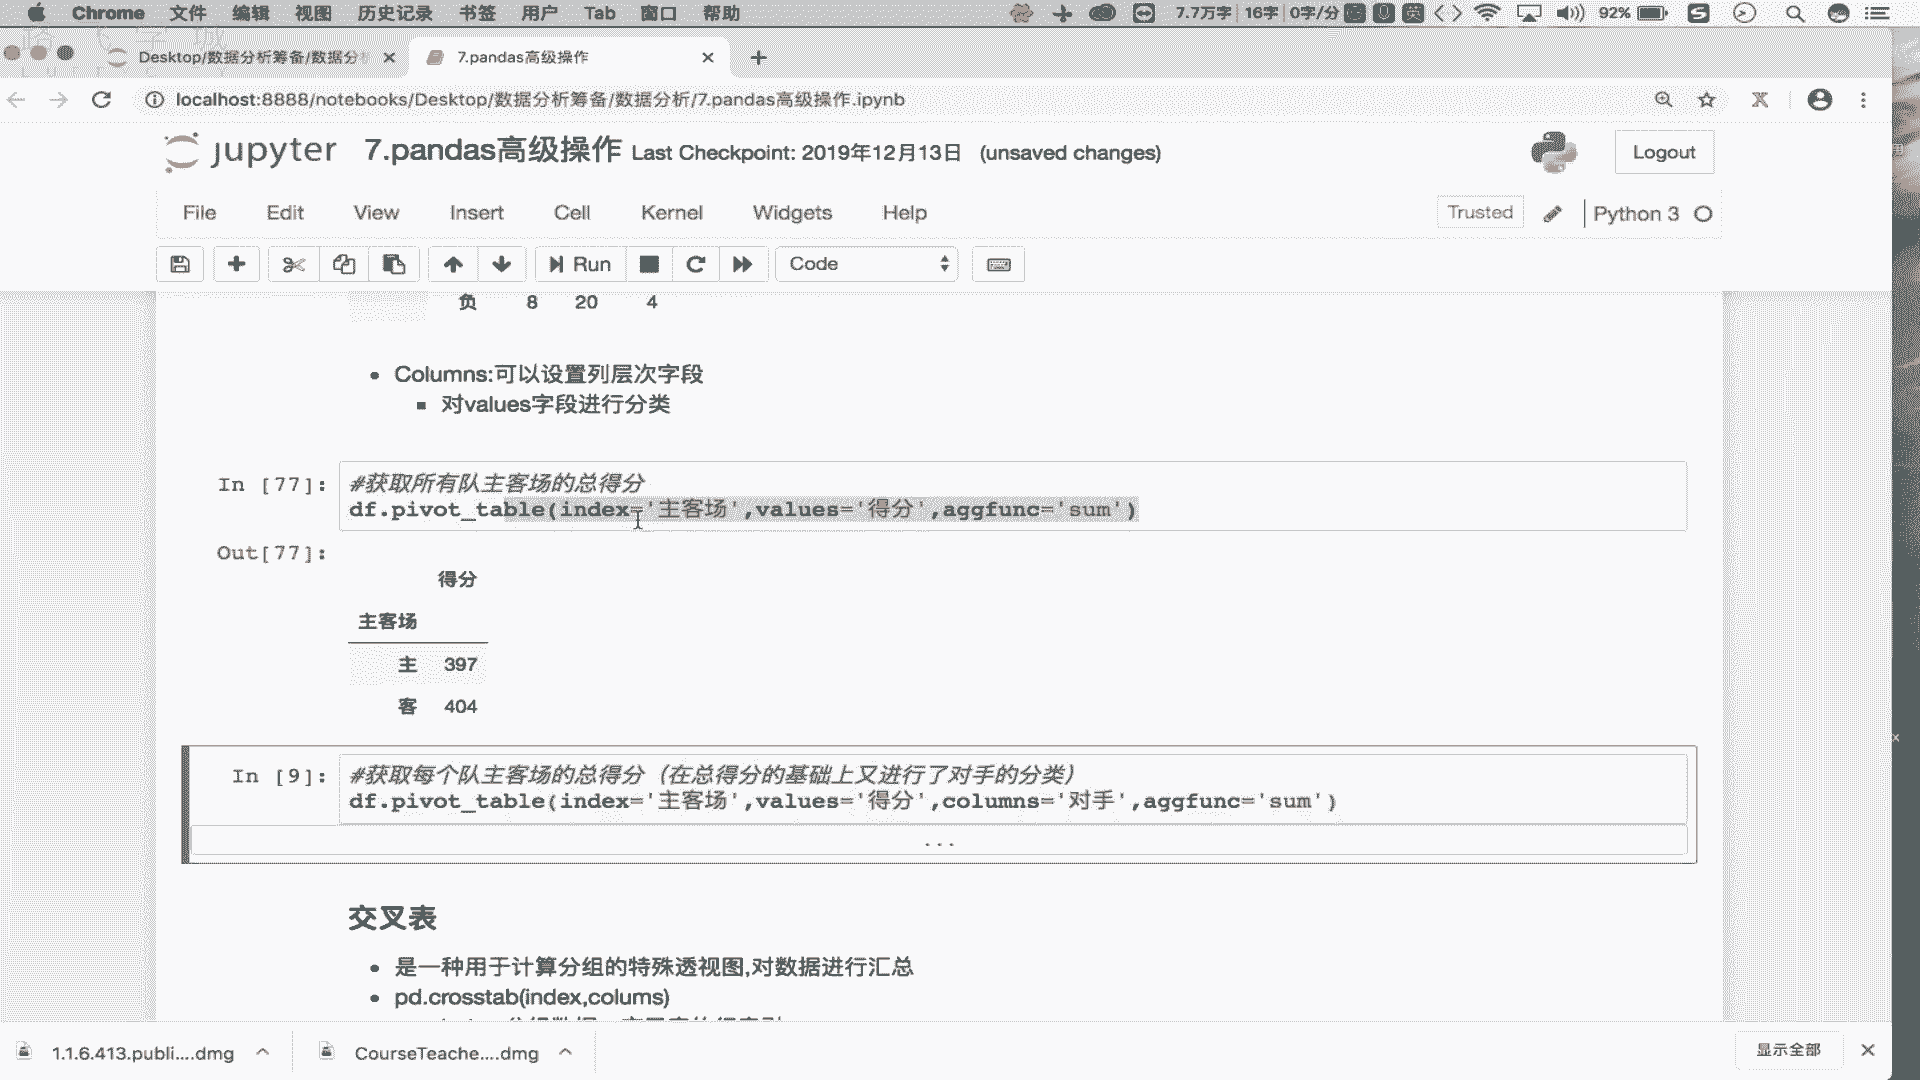 Chrome 文件 编辑 视图 历史记录 书签 用户 Tab 窗口 帮助 7.7万字 16字 0字/分 英 92%
Desktop/数据分析筹备/数据分 7.pandas高级操作
localhost:8888/notebooks/Desktop/数据分析筹备/数据分析/7.pandas高级操作.ipynb
jupyter 7.pandas高级操作 Last Checkpoint: 2019年12月13日 (unsaved changes) Logout
File Edit View Insert Cell Kernel Widgets Help Trusted Python 3
Run Code
负 8 20 4
Columns:可以设置列层次字段
对values字段进行分类
In [77]: #获取所有队主客场的总得分
df.pivot_table(index='主客场',values='得分',aggfunc='sum')
Out[77]:
得分
主客场
主 397
客 404
In [9]: #获取每个队主客场的总得分（在总得分的基础上又进行了对手的分类）
df.pivot_table(index='主客场',values='得分',columns='对手',aggfunc='sum')
...
交叉表
是一种用于计算分组的特殊透视图,对数据进行汇总
pd.crosstab(index,colums)
1.1.6.413.publi....dmg CourseTeache....dmg 显示全部